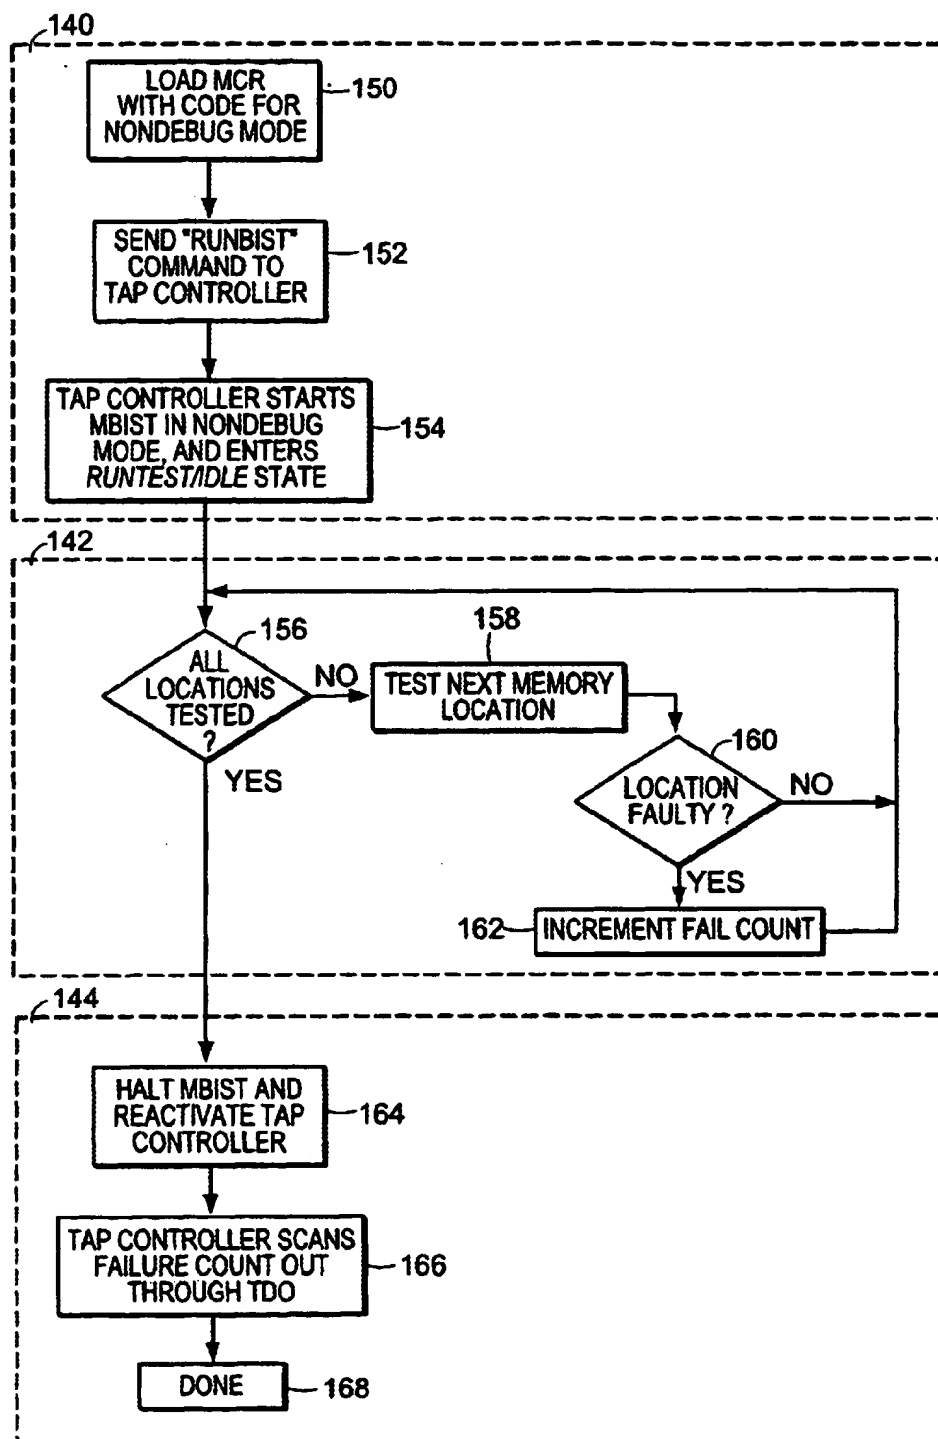 140
LOAD MCR
WITH CODE FOR
NONDEBUG MODE
150
SEND "RUNBIST"
COMMAND TO
TAP CONTROLLER
152
TAP CONTROLLER STARTS
MBIST IN NONDEBUG
MODE, AND ENTERS
RUNTEST/IDLE STATE
154
142
156
ALL
LOCATIONS
TESTED
?
NO
YES
158
TEST NEXT MEMORY
LOCATION
160
LOCATION
FAULTY ?
NO
YES
162
INCREMENT FAIL COUNT
144
HALT MBIST AND
REACTIVATE TAP
CONTROLLER
164
TAP CONTROLLER SCANS
FAILURE COUNT OUT
THROUGH TDO
166
DONE
168